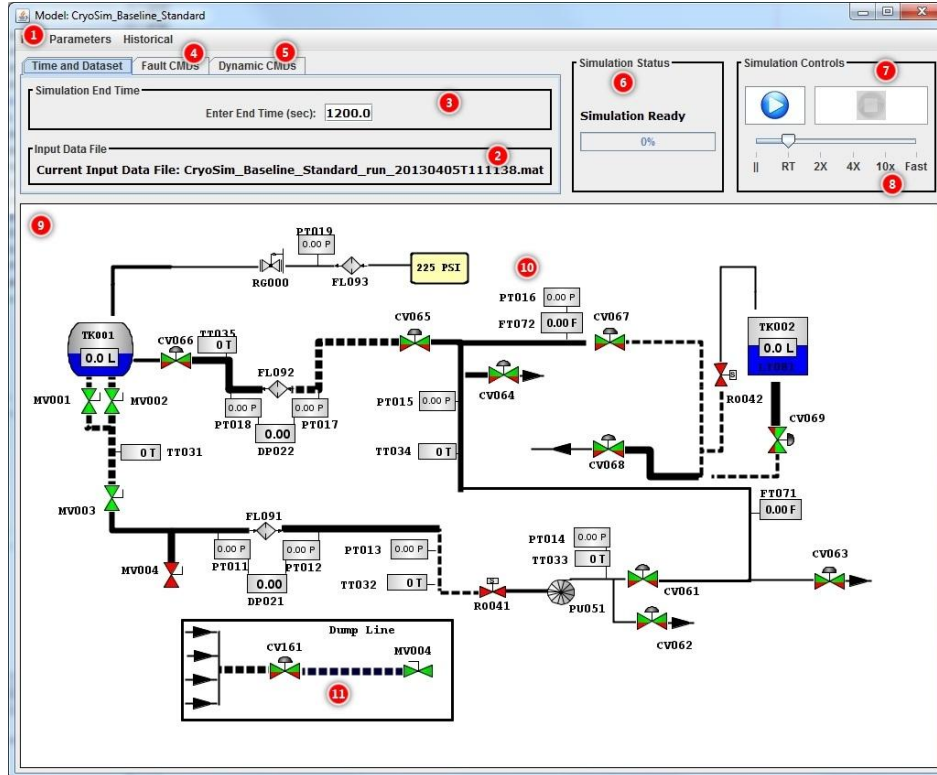 Model: CryoSim_Baseline_Standard
1 Parameters Historical
4 5
Time and Dataset Fault CMDs Dynamic CMDs
Simulation End Time
3
Enter End Time (sec): 1200.0
Input Data File
2
Current Input Data File: CryoSim_Baseline_Standard_run_20130405T111138.mat
Simulation Status
6
Simulation Ready
0%
Simulation Controls
7
|| RT 2X 4X 10x Fast
8
9
PT019
0.00 P
RG000
FL093
225 PSI
10
PT016 0.00 P
FT072 0.00 F
CV067
CV065
TK001
0.0 L
CV066
TT035
0 T
FL092
TK002
0.0 L
LT081
RO042
CV069
MV001
MV002
0.00 P
PT018
0.00 P
PT017
0.00
DP022
PT015 0.00 P
CV064
TT034 0 T
CV068
0 T TT031
MV003
FL091
MV004
0.00 P
PT011
0.00 P
PT012
0.00
DP021
PT013 0.00 P
TT032 0 T
RO041
PT014 0.00 P
TT033 0 T
PU051
CV061
CV062
FT071
0.00 F
CV063
Dump Line
CV161
MV004
11